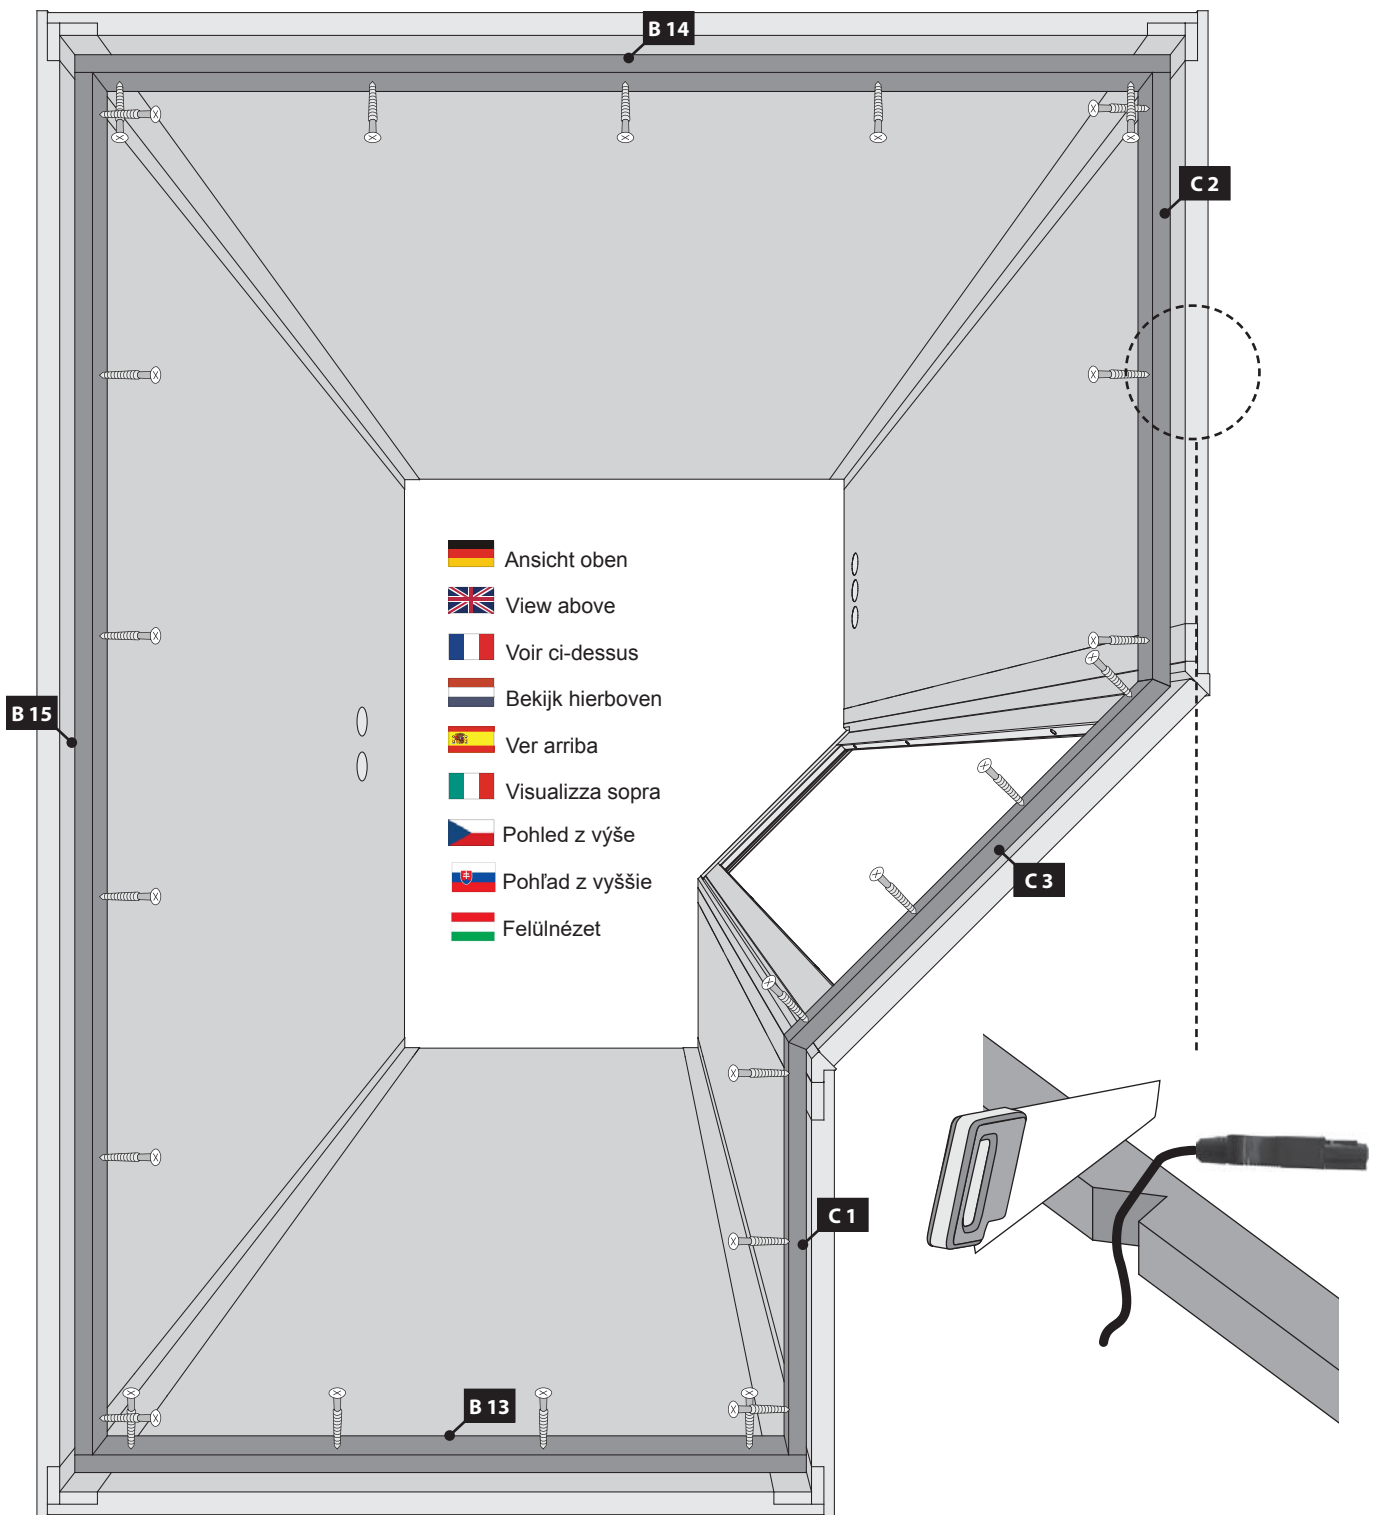 B 14
C 2
Ansicht oben
View above
Voir ci-dessus
Bekijk hierboven
B 15
Ver arriba
Visualizza sopra
Pohled z výše
C 3
Pohľad z vyššie
Felülnézet
C 1
B 13